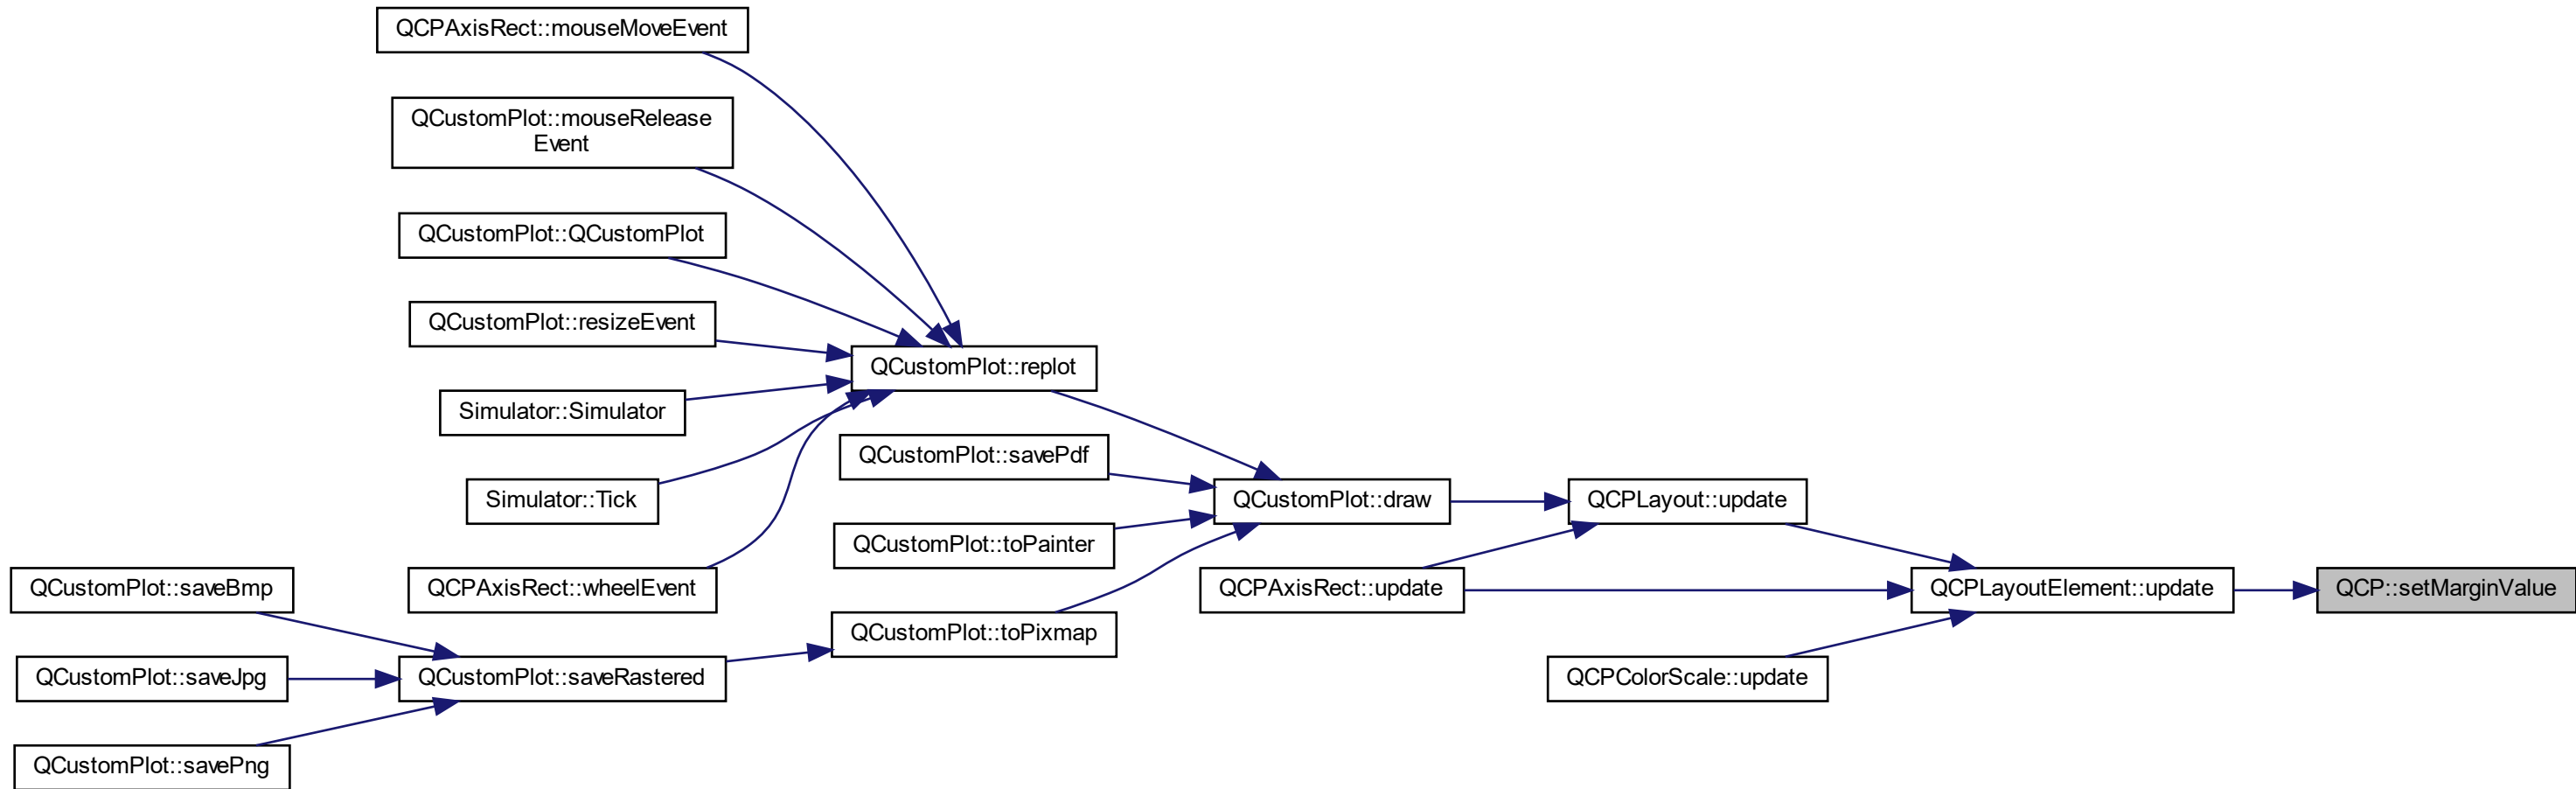 QCPAxisRect::mouseMoveEvent
QCustomPlot::mouseRelease
Event
QCustomPlot::QCustomPlot
QCustomPlot::resizeEvent
QCustomPlot::replot
Simulator::Simulator
QCustomPlot::savePdf
Simulator::Tick
QCustomPlot::draw
QCPLayout::update
QCustomPlot::toPainter
QCustomPlot::saveBmp
QCPAxisRect::wheelEvent
QCPAxisRect::update
QCPLayoutElement::update
QCP::setMarginValue
QCustomPlot::toPixmap
QCustomPlot::saveJpg
QCustomPlot::saveRastered
QCPColorScale::update
QCustomPlot::savePng